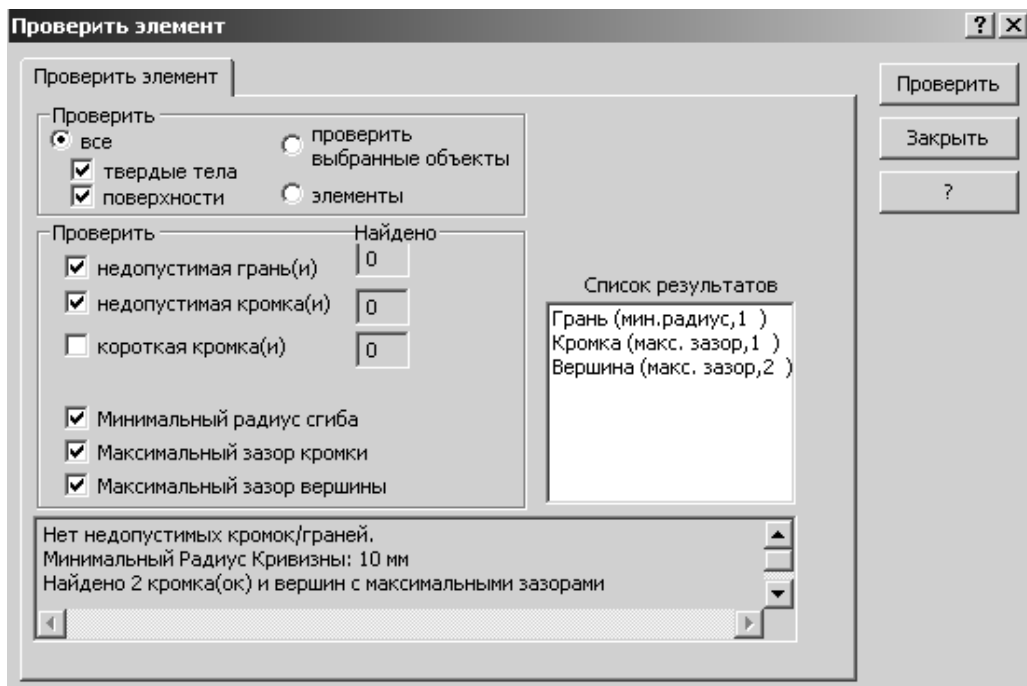 Проверить элемент
?
Проверить элемент
Проверить
все
твердые тела
поверхности
проверить
выбранные объекты
элементы
Проверить
Найдено
недопустимая грань(и)
0
недопустимая кромка(и)
0
короткая кромка(и)
0
Минимальный радиус сгиба
Максимальный зазор кромки
Максимальный зазор вершины
Список результатов
Грань (мин.радиус,1 )
Кромка (макс. зазор,1 )
Вершина (макс. зазор,2 )
Нет недопустимых кромок/граней.
Минимальный Радиус Кривизны: 10 мм
Найдено 2 кромка(ок) и вершин с максимальными зазорами
Проверить
Закрыть
?